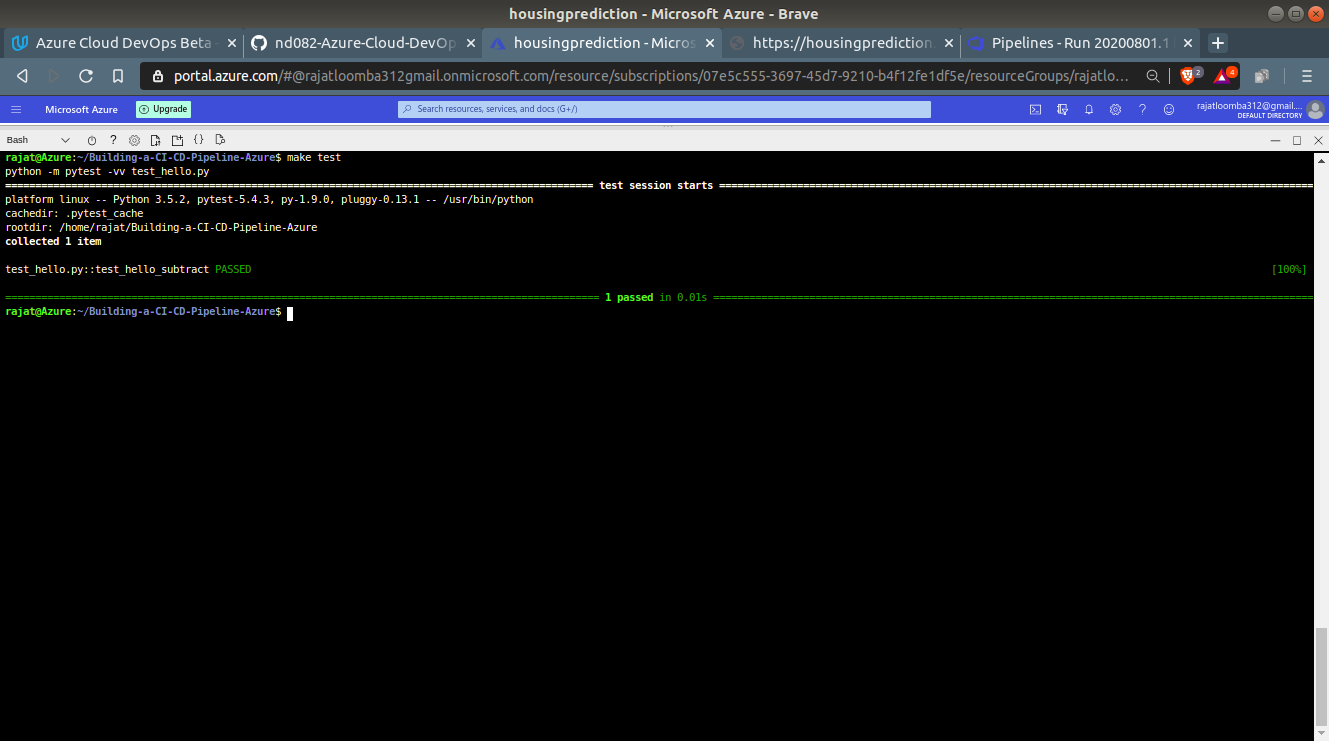 housingprediction - Microsoft Azure - Brave
Azure Cloud DevOps Beta - nd082-Azure-Cloud-DevOp housingprediction - Micros https://housingprediction. Pipelines - Run 20200801.1
portal.azure.com/#@rajatloomba312gmail.onmicrosoft.com/resource/subscriptions/07e5c555-3697-45d7-9210-b4f12fe1df5e/resourceGroups/rajatlo... 2 4
Microsoft Azure Upgrade Search resources, services, and docs (G+/) rajatloomba312@gmail....
DEFAULT DIRECTORY
Bash
rajat@Azure:~/Building-a-CI-CD-Pipeline-Azure$ make test
python -m pytest -vv test_hello.py
test session starts
platform linux -- Python 3.5.2, pytest-5.4.3, py-1.9.0, pluggy-0.13.1 -- /usr/bin/python
cachedir: .pytest_cache
rootdir: /home/rajat/Building-a-CI-CD-Pipeline-Azure
collected 1 item
test_hello.py::test_hello_subtract PASSED [100%]
1 passed in 0.01s
rajat@Azure:~/Building-a-CI-CD-Pipeline-Azure$